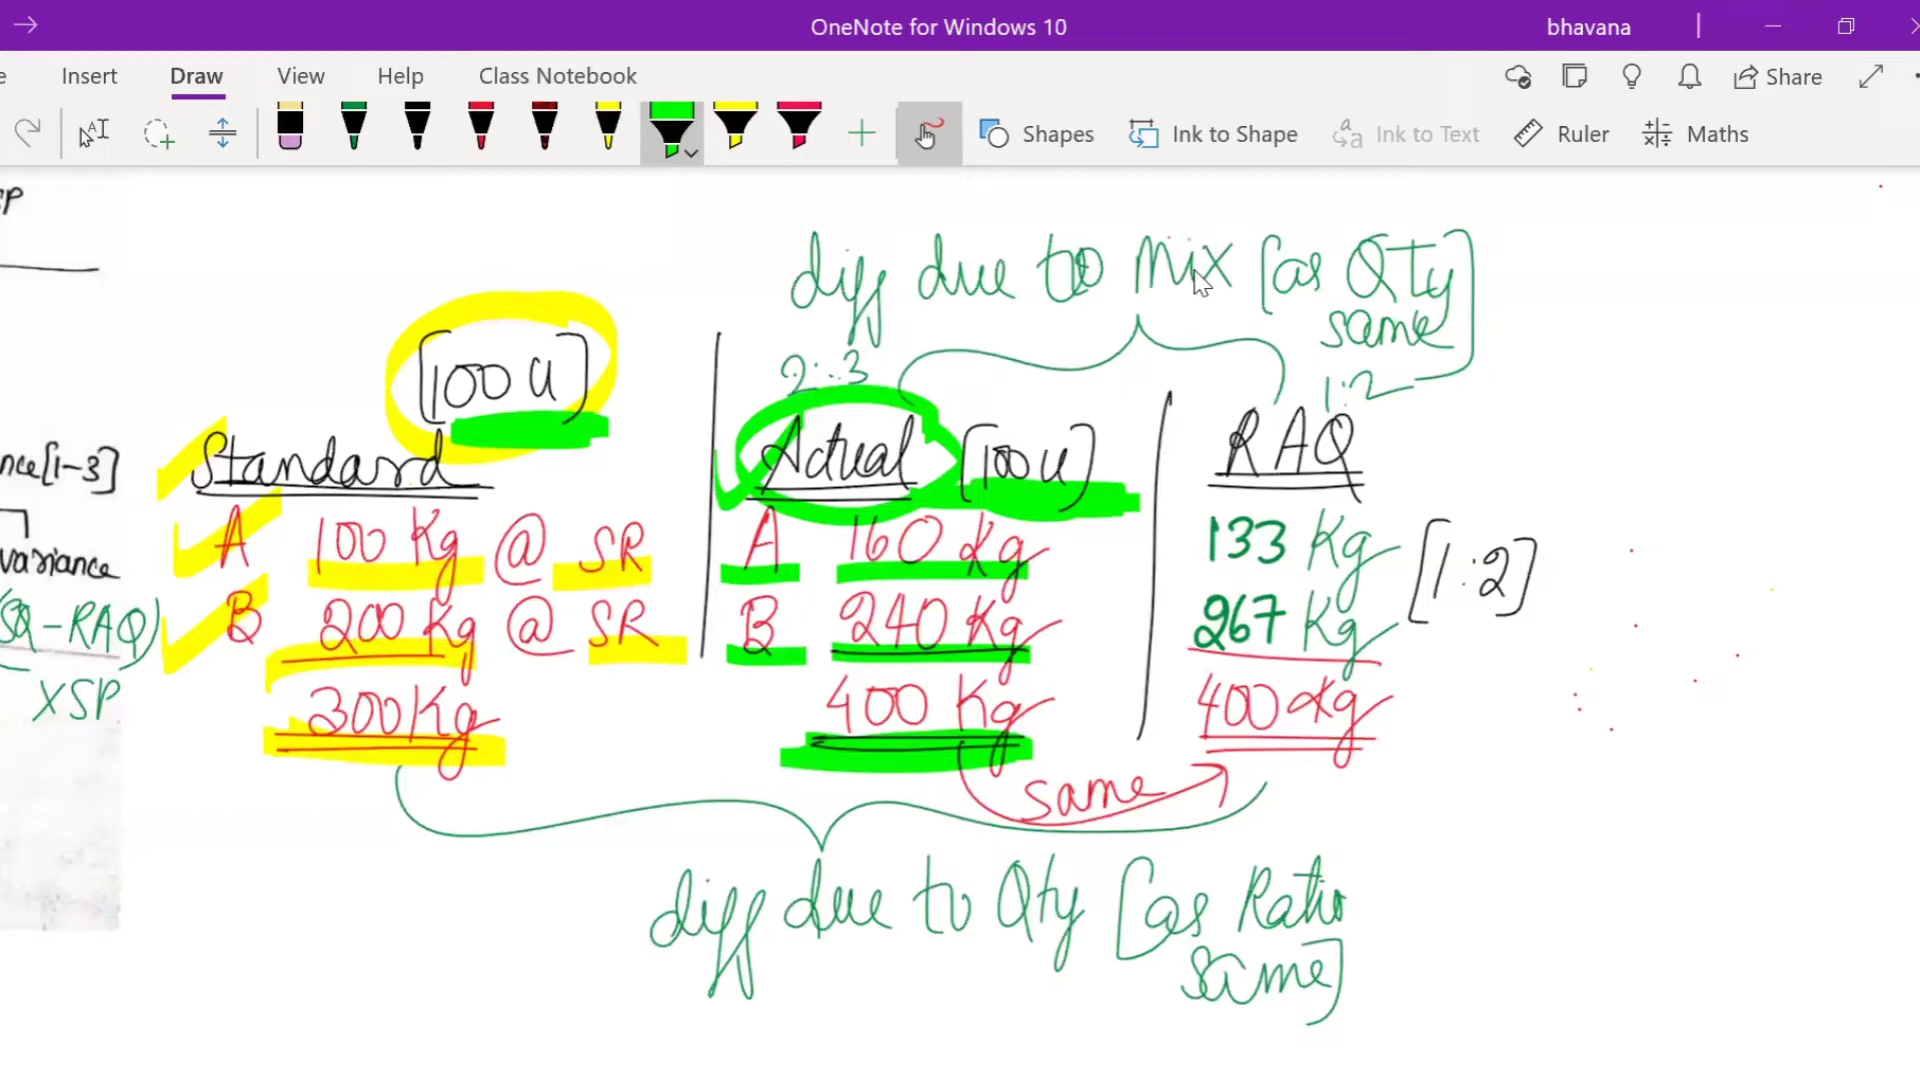 OneNote for Windows 10
bhavana
Insert Draw View Help Class Notebook
Share
Shapes Ink to Shape Ink to Text Ruler Maths
SP
diff due to Mix [as Qty
same]
[100 U]
2:3
1:2
Standard
Actual [100 U]
RAQ
nce[1-3]
A 100 Kg @ SR
A 160 Kg
133 Kg
[1:2]
variance
B 200 Kg @ SR
B 240 Kg
267 Kg
(SQ-RAQ)
XSP
300 Kg
400 Kg
400 Kg
same
diff due to Qty [as Ratio
same]